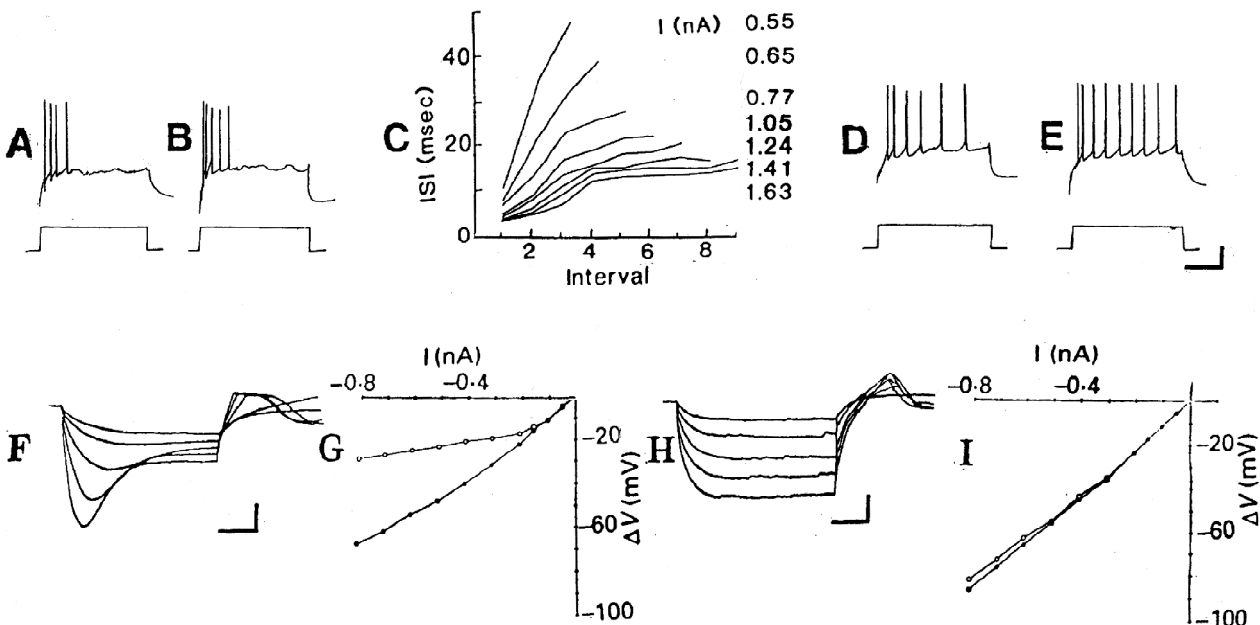 A
B
C
ISI (msec)
40
20
0
2
4
6
8
Interval
I (nA)
0.55
0.65
0.77
1.05
1.24
1.41
1.63
D
E
F
G
I (nA)
-0.8
-0.4
-20
-60
-100
ΔV (mV)
H
I
I (nA)
-0.8
-0.4
-20
-60
-100
ΔV (mV)